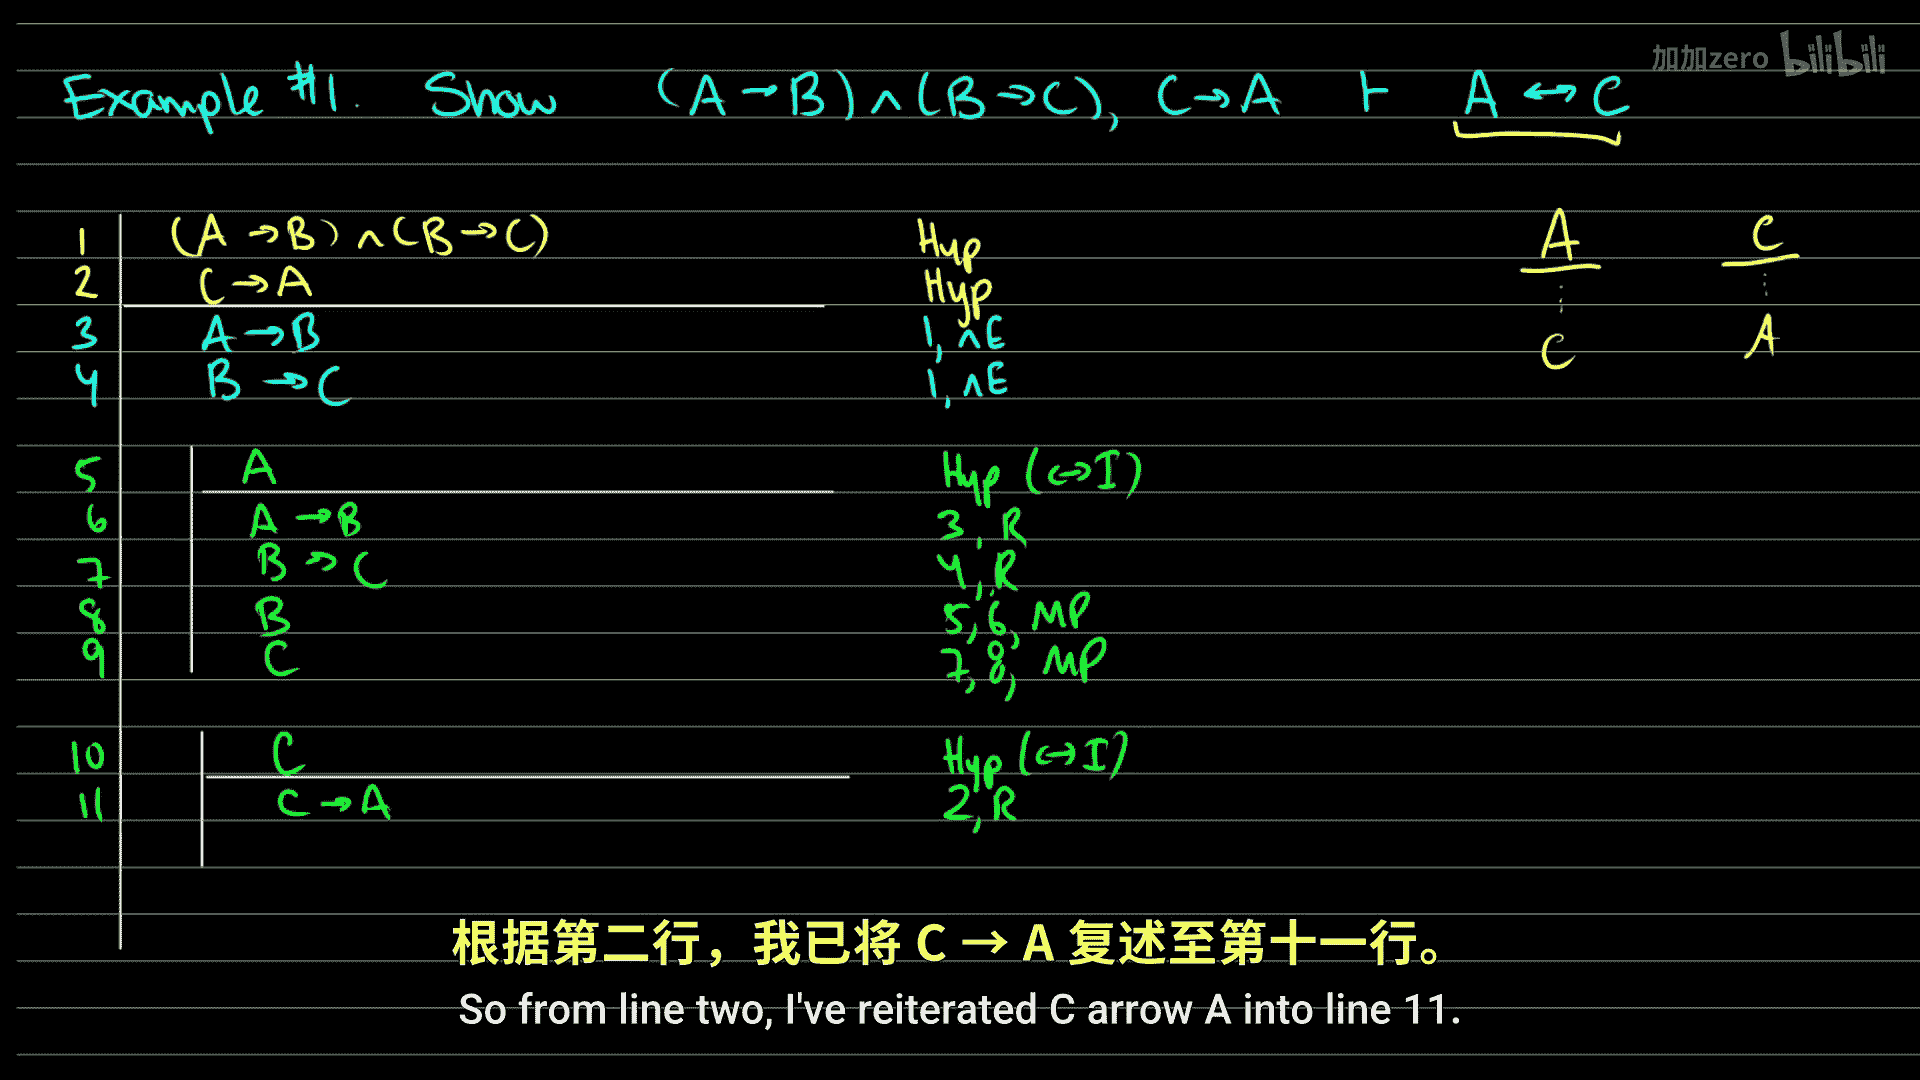 加加zero bilibili
Example #1. Show (A → B) ∧ (B → C), C → A ⊢ A ↔ C
1 (A → B) ∧ (B → C) Hyp
2 C → A Hyp
3 A → B 1, ∧E
4 B → C 1, ∧E
A C
⋮ ⋮
C A
5 A Hyp (↔I)
6 A → B 3, R
7 B → C 4, R
8 B 5, 6, MP
9 C 7, 8, MP
10 C Hyp (↔I)
11 C → A 2, R
根据第二行，我已将 C → A 复述至第十一行。
So from line two, I've reiterated C arrow A into line 11.